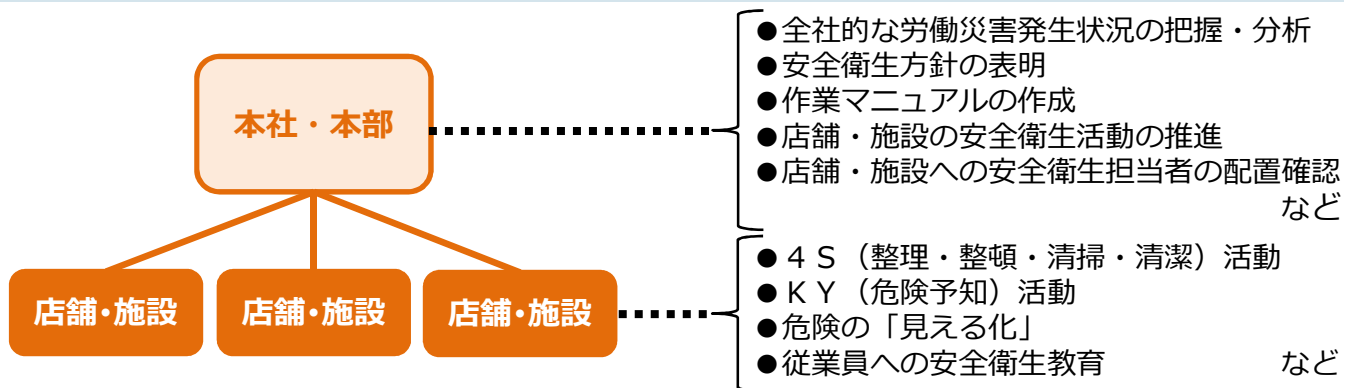 本社・本部
●全社的な労働災害発生状況の把握・分析
●安全衛生方針の表明
●作業マニュアルの作成
●店舗・施設の安全衛生活動の推進
●店舗・施設への安全衛生担当者の配置確認
など
店舗・施設
店舗・施設
店舗・施設
●４Ｓ（整理・整頓・清掃・清潔）活動
●ＫＹ（危険予知）活動
●危険の「見える化」
●従業員への安全衛生教育　など